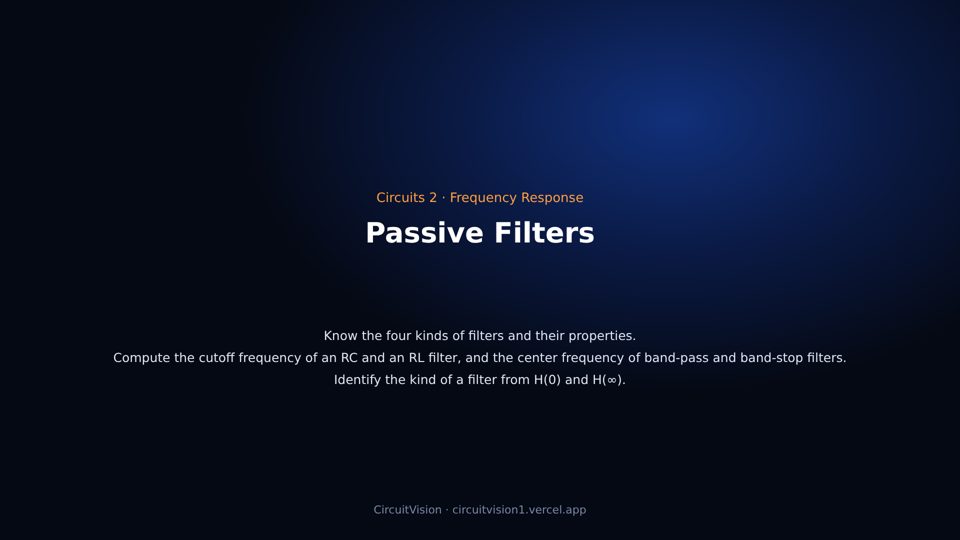 Circuits 2 · Frequency Response
Passive Filters
Know the four kinds of filters and their properties.
Compute the cutoff frequency of an RC and an RL filter, and the center frequency of band-pass and band-stop filters.
Identify the kind of a filter from H(0) and H(∞).
CircuitVision · circuitvision1.vercel.app